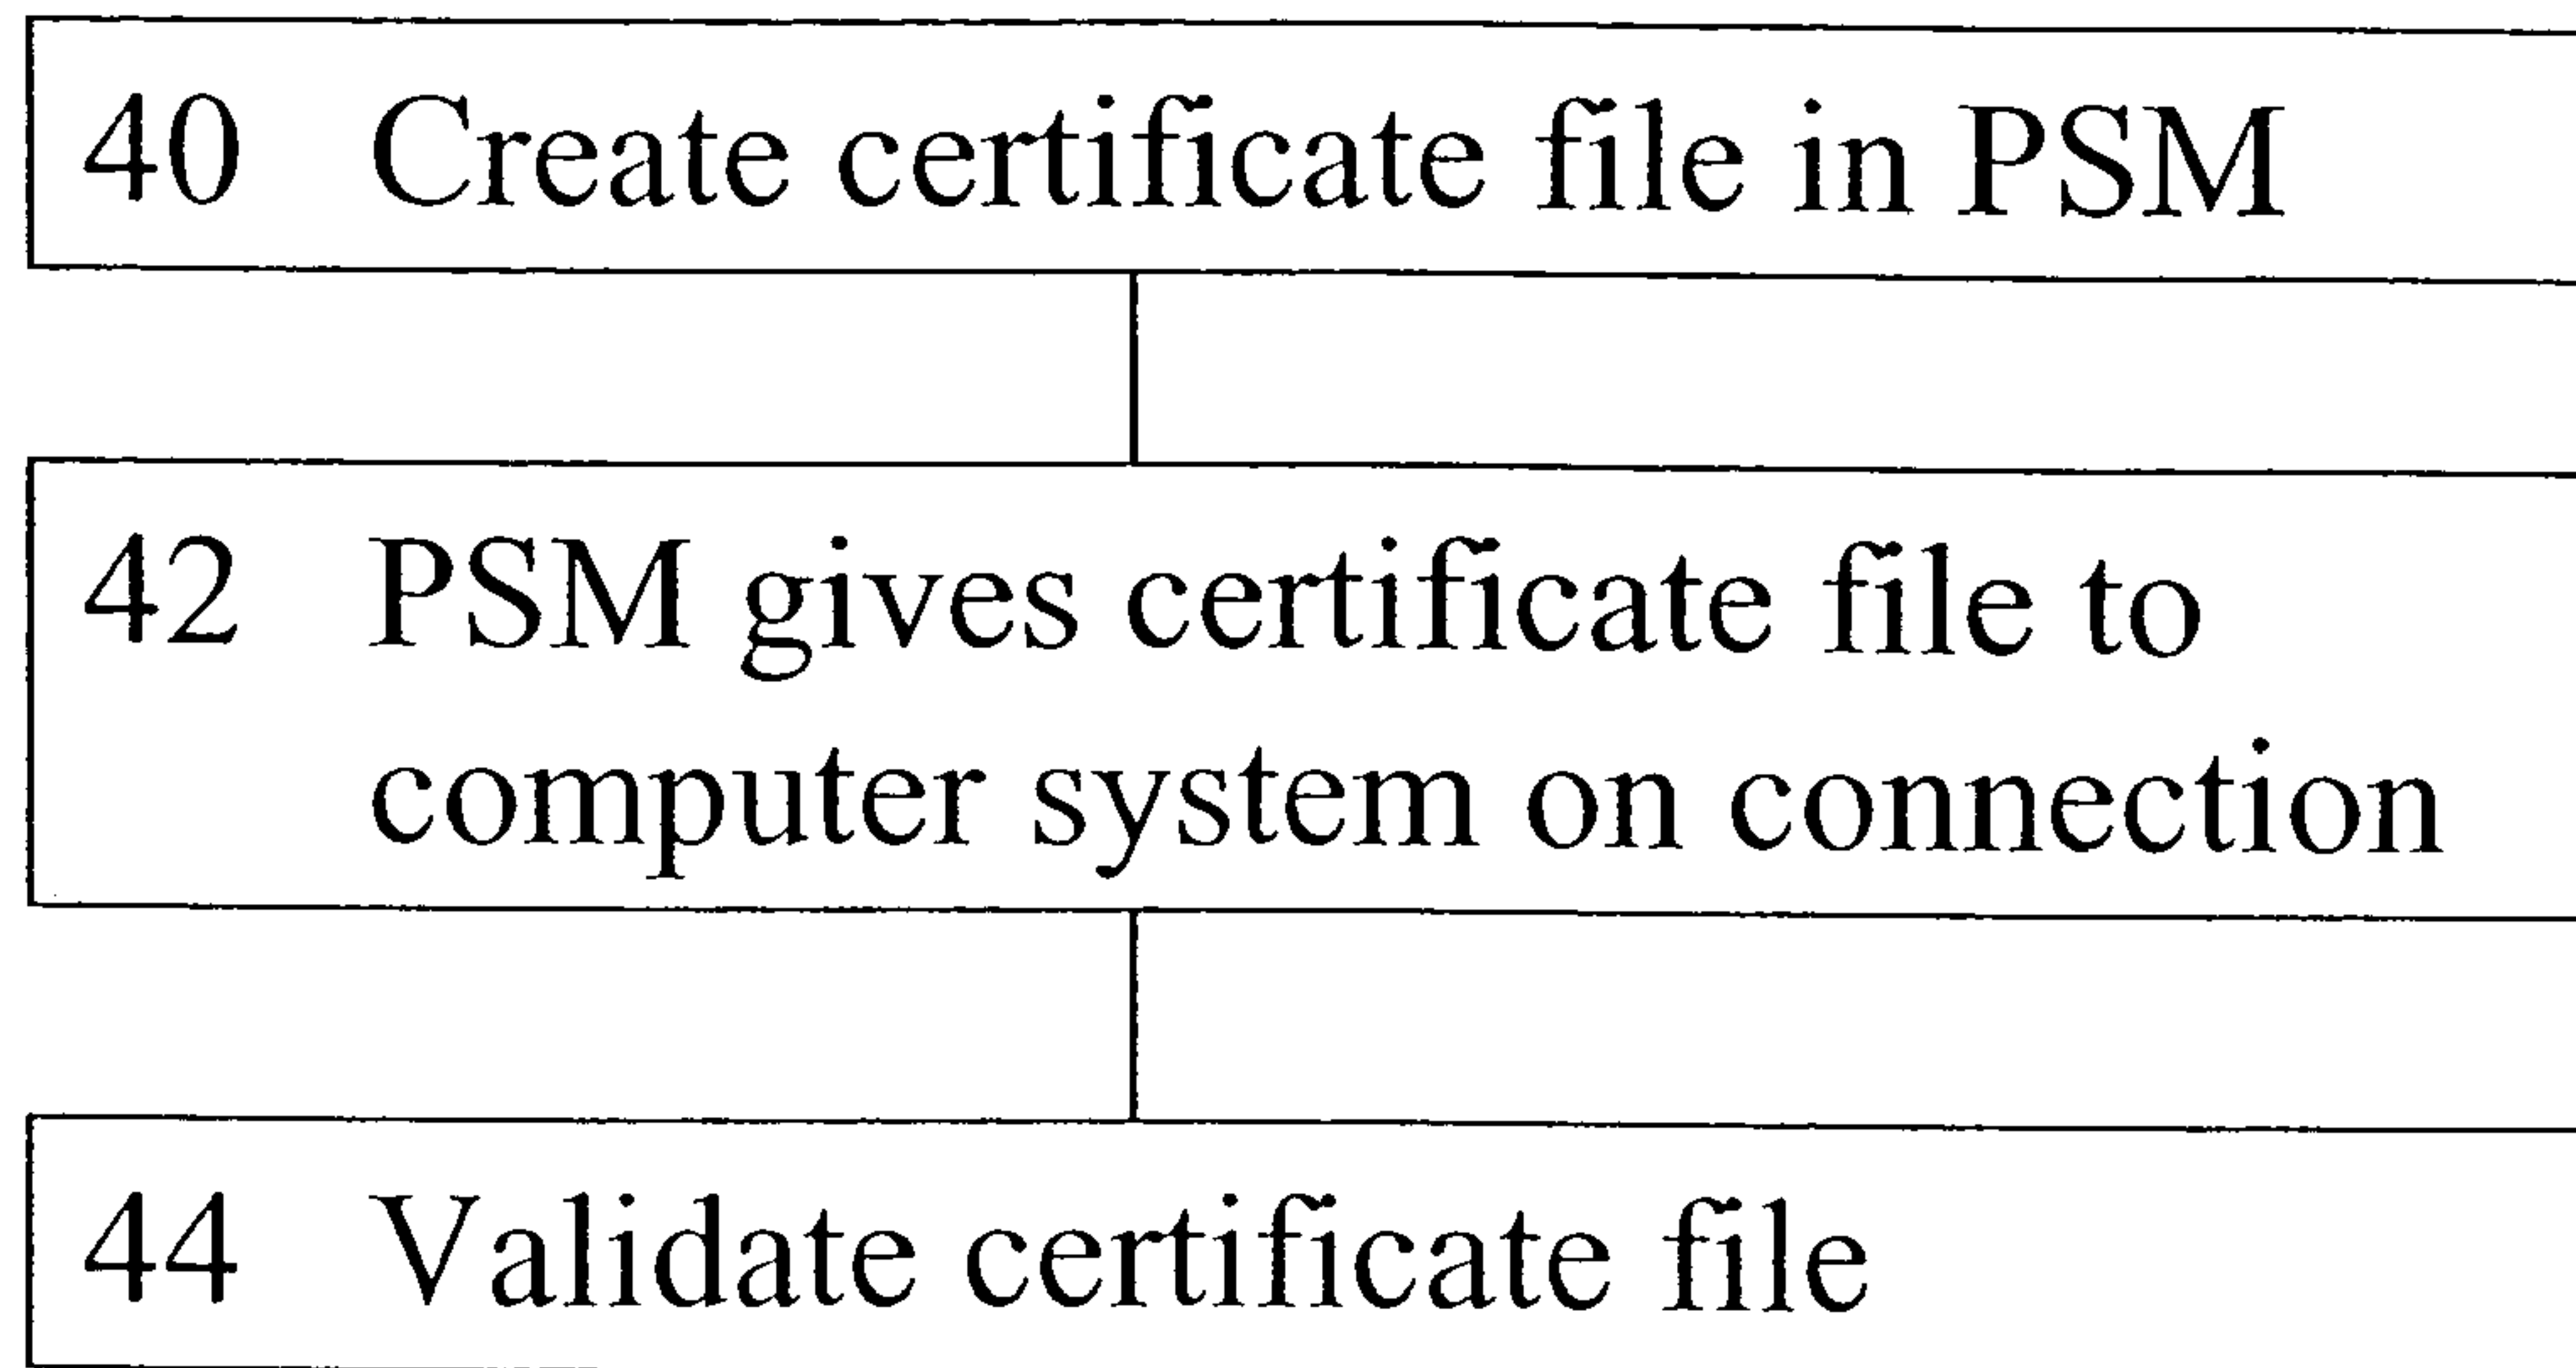 40 Create certificate file in PSM
42 PSM gives certificate file to
computer system on connection
44 Validate certificate file